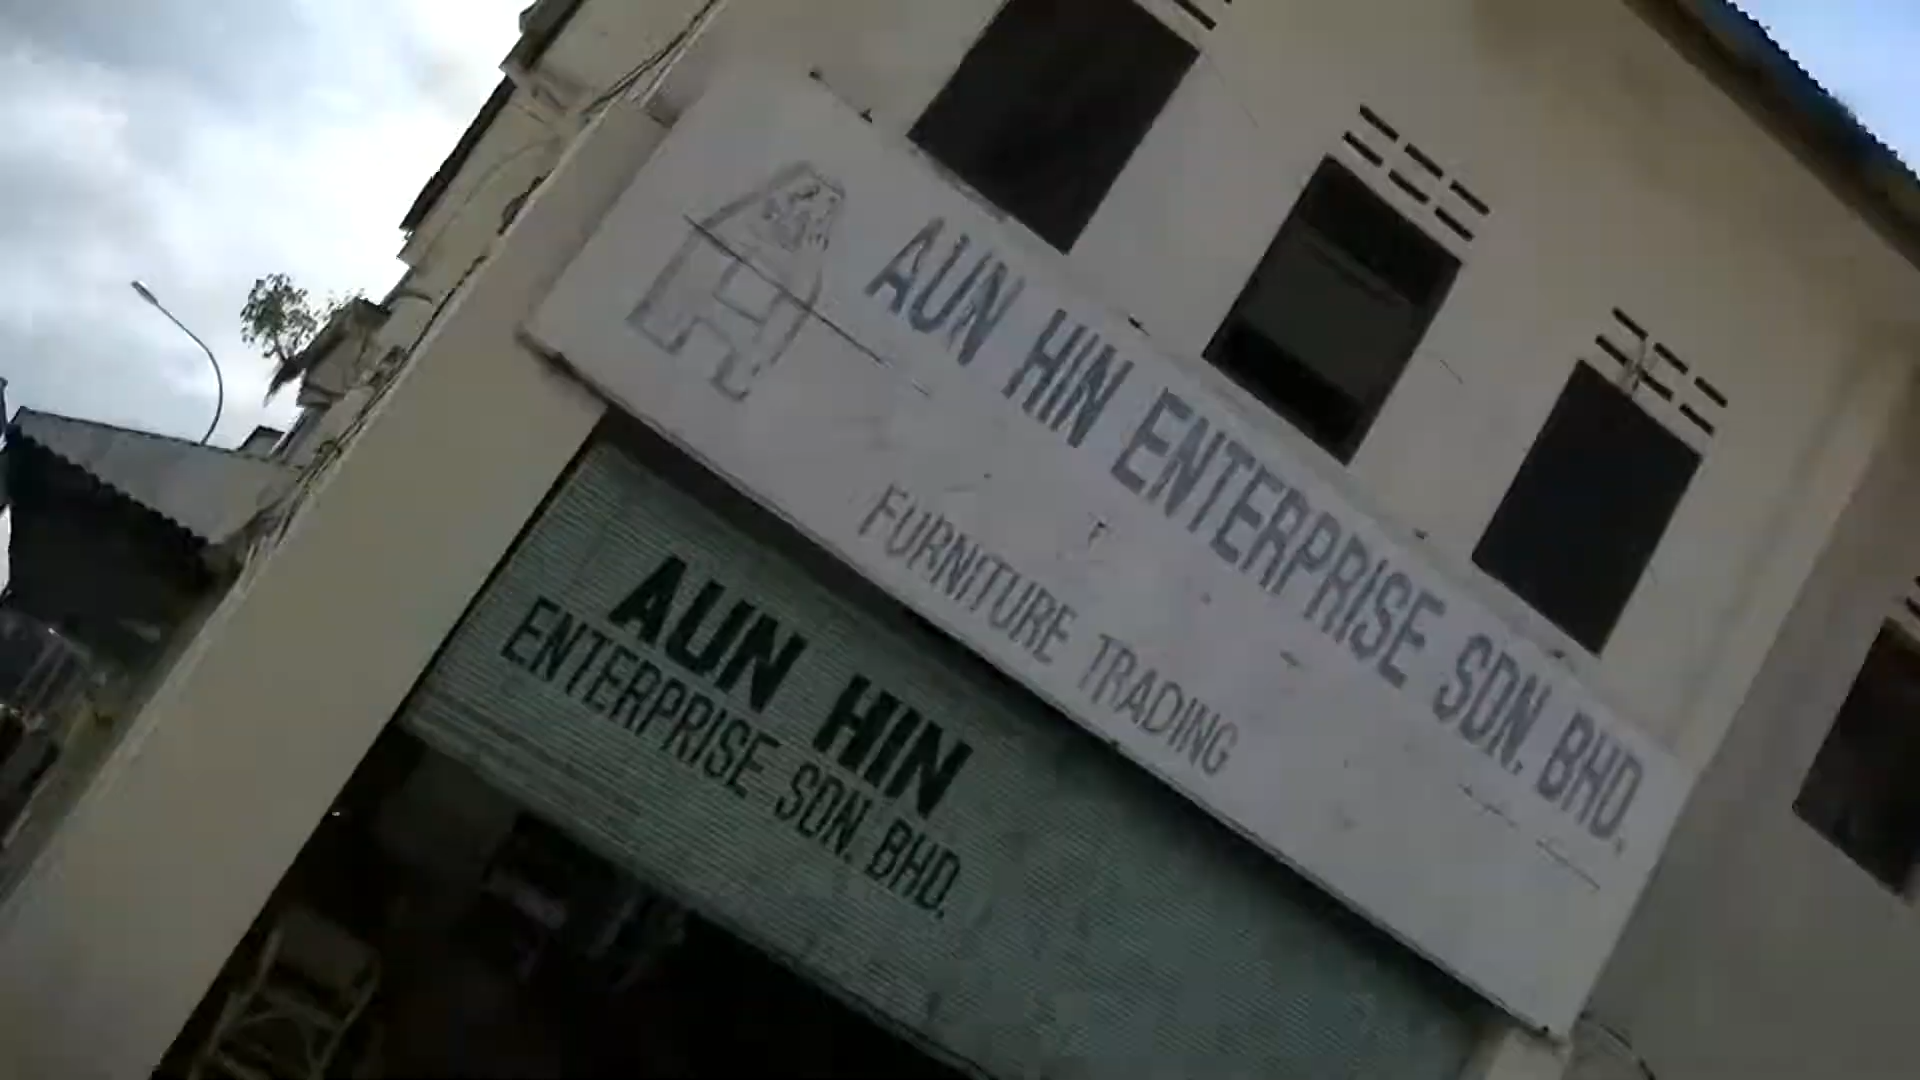 AUN HIN ENTERPRISE SDN. BHD.
FURNITURE TRADING
AUN HIN
ENTERPRISE SDN. BHD.